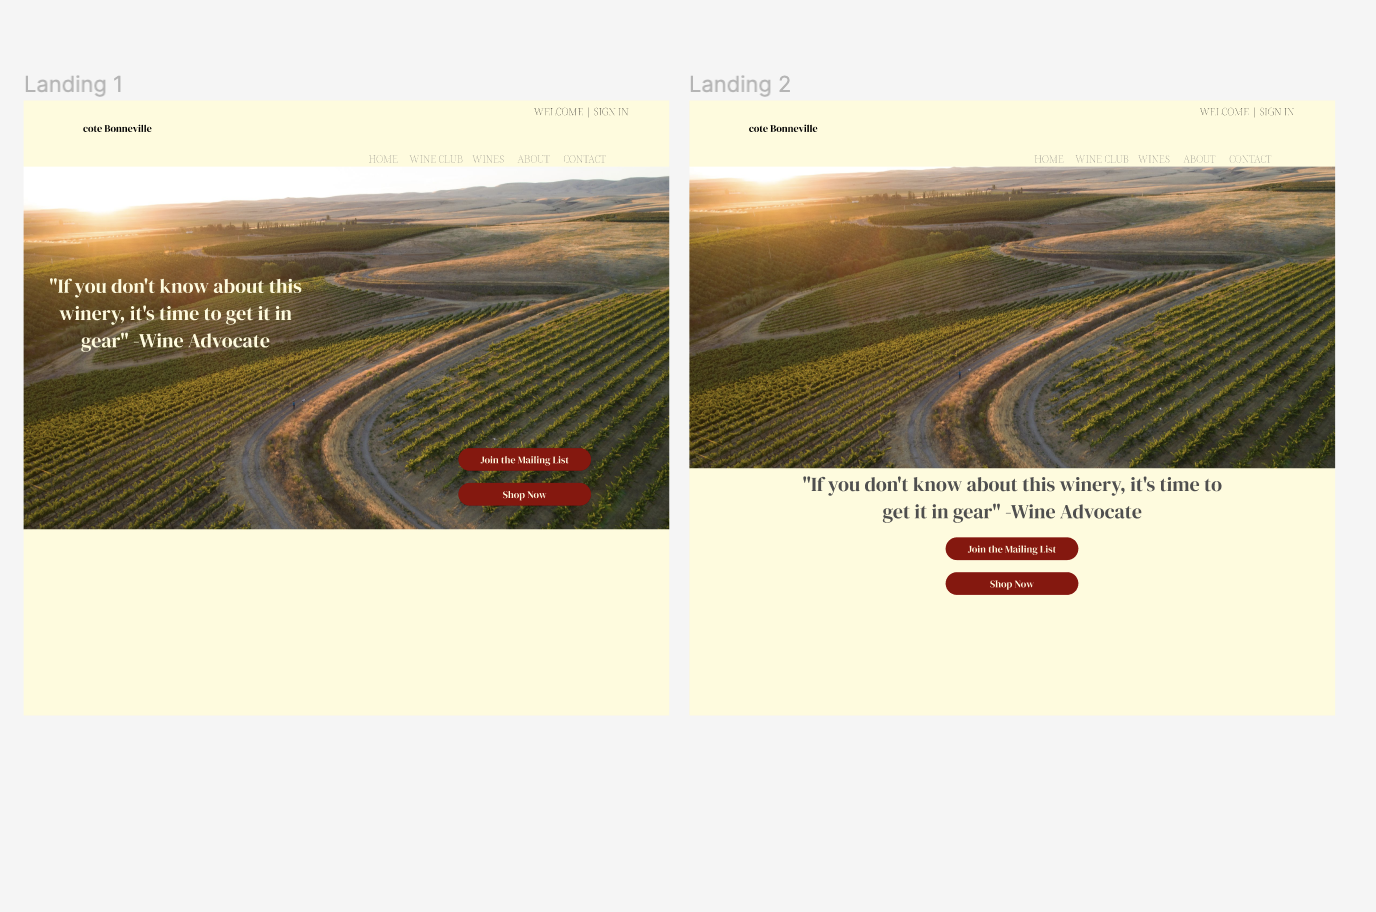 Landing 1
WELCOME | SIGN IN
cote Bonneville
HOME WINE CLUB WINES ABOUT CONTACT
"If you don't know about this
winery, it's time to get it in
gear" -Wine Advocate
Join the Mailing List
Shop Now
Landing 2
WELCOME | SIGN IN
cote Bonneville
HOME WINE CLUB WINES ABOUT CONTACT
"If you don't know about this winery, it's time to
get it in gear" -Wine Advocate
Join the Mailing List
Shop Now